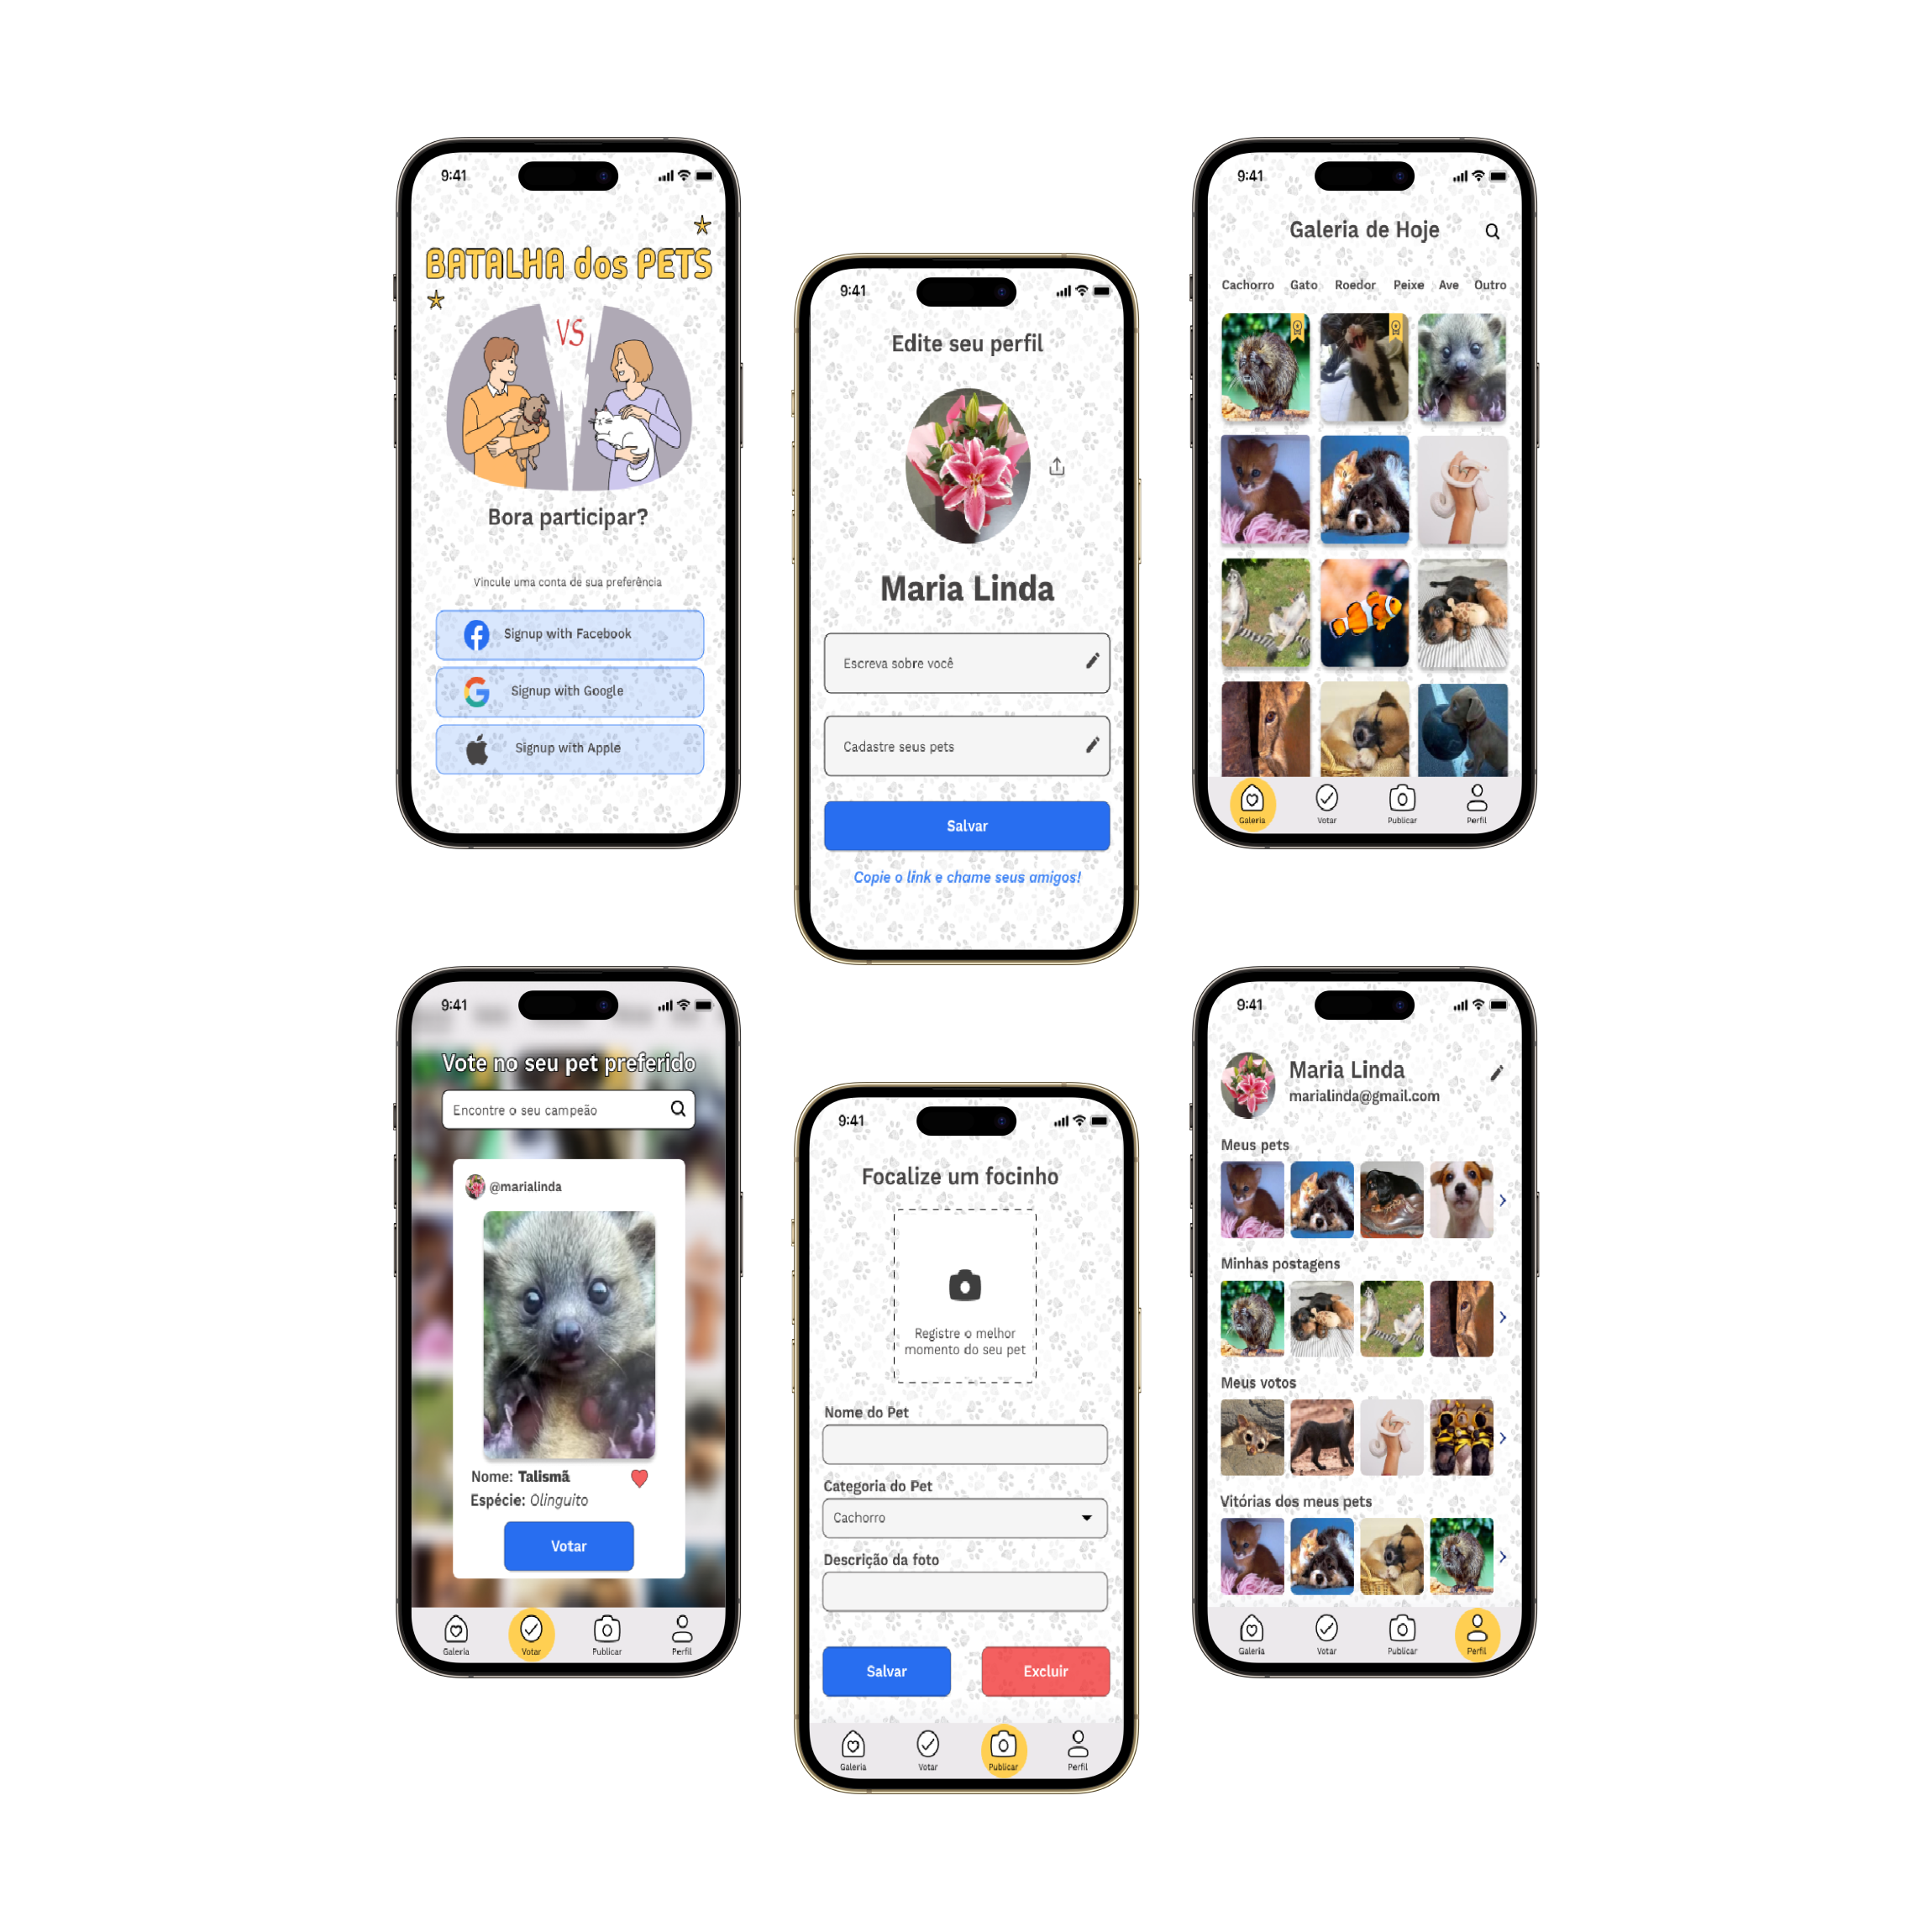 9:41
BATALHA dos PETS
VS
Bora participar?
Vincule uma conta de sua preferência
Signup with Facebook
Signup with Google
Signup with Apple
9:41
Edite seu perfil
Maria Linda
Escreva sobre você
Cadastre seus pets
Salvar
Copie o link e chame seus amigos!
9:41
Galeria de Hoje
Cachorro Gato Roedor Peixe Ave Outro
Galeria Votar Publicar Perfil
9:41
Vote no seu pet preferido
Encontre o seu campeão
@marialinda
Nome: Talismã
Espécie: Olinguito
Votar
Galeria Votar Publicar Perfil
9:41
Focalize um focinho
Registre o melhor
momento do seu pet
Nome do Pet
Categoria do Pet
Cachorro
Descrição da foto
Salvar Excluir
Galeria Votar Publicar Perfil
9:41
Maria Linda
marialinda@gmail.com
Meus pets
Minhas postagens
Meus votos
Vitórias dos meus pets
Galeria Votar Publicar Perfil